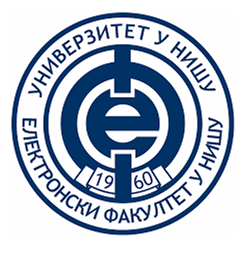 УНИВЕРЗИТЕТ У НИШУ
e
1960
ЕЛЕКТРОНСКИ ФАКУЛТЕТ У НИШУ